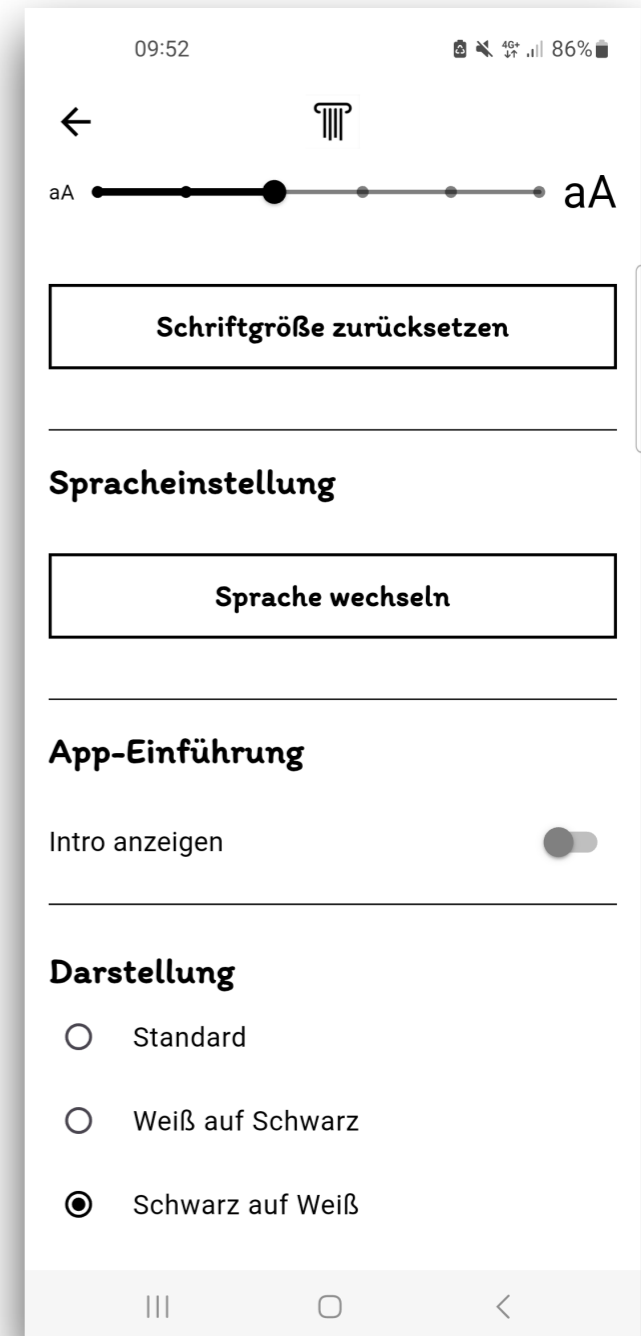 09:52 4G+ 86%
aA aA
Schriftgröße zurücksetzen
Spracheinstellung
Sprache wechseln
App-Einführung
Intro anzeigen
Darstellung
Standard
Weiß auf Schwarz
Schwarz auf Weiß